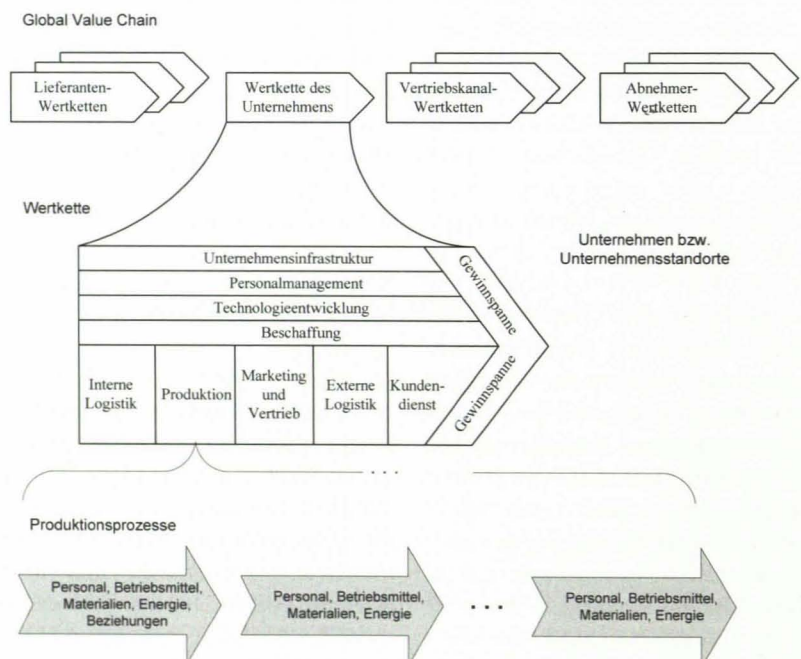 Global Value Chain
Lieferanten-
Wertketten
Wertkette des
Unternehmens
Vertriebskanal-
Wertketten
Abnehmer-
Wertketten
Wertkette
Unternehmen bzw.
Unternehmensstandorte
Unternehmensinfrastruktur
Personalmanagement
Technologieentwicklung
Beschaffung
Gewinnspanne
Gewinnspanne
Interne
Logistik
Produktion
Marketing
und
Vertrieb
Externe
Logistik
Kunden-
dienst
. . .
Produktionsprozesse
Personal, Betriebsmittel,
Materialien, Energie,
Beziehungen
Personal, Betriebsmittel,
Materialien, Energie
. . .
Personal, Betriebsmittel,
Materialien, Energie